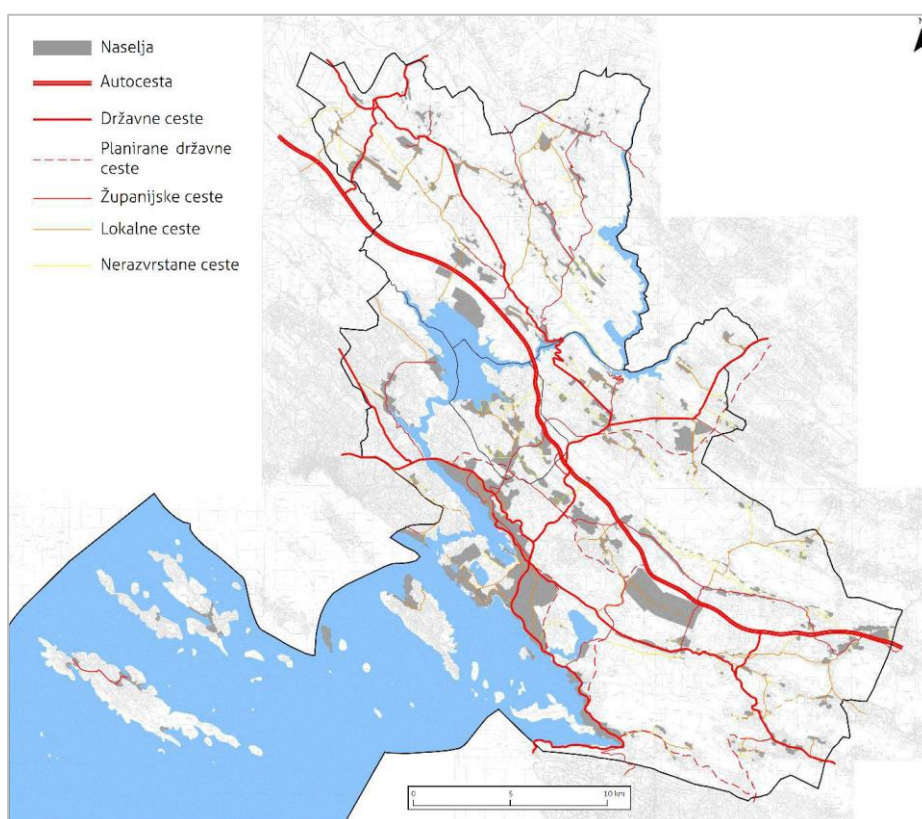 Naselja
Autocesta
Državne ceste
Planirane državne
ceste
Županijske ceste
Lokalne ceste
Nerazvrstane ceste
0 5 10 km